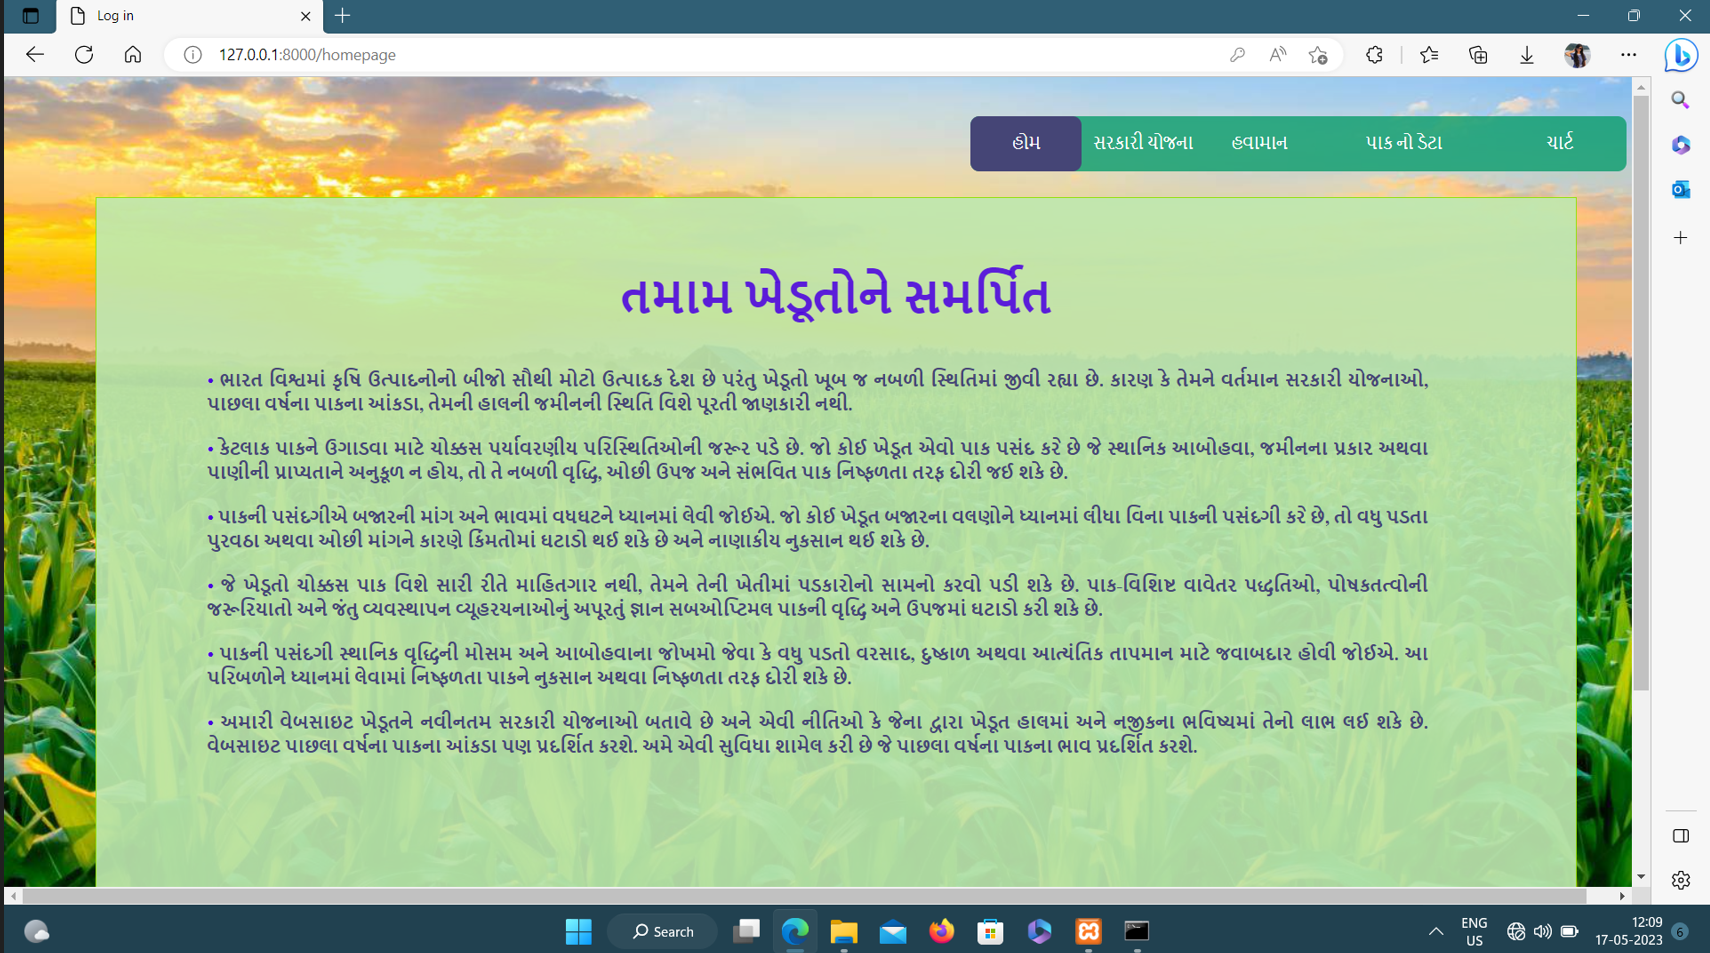 Log in
127.0.0.1:8000/homepage
હોમ સરકારી યોજના હવામાન પાક નો ડેટા ચાર્ટ
તમામ ખેડૂતોને સમર્પિત
• ભારત વિશ્વમાં કૃષિ ઉત્પાદનોનો બીજો સૌથી મોટો ઉત્પાદક દેશ છે પરંતુ ખેડૂતો ખૂબ જ નબળી સ્થિતિમાં જીવી રહ્યા છે. કારણ કે તેમને વર્તમાન સરકારી યોજનાઓ,
પાછલા વર્ષના પાકના આંકડા, તેમની હાલની જમીનની સ્થિતિ વિશે પૂરતી જાણકારી નથી.
• કેટલાક પાકને ઉગાડવા માટે ચોક્કસ પર્યાવરણીય પરિસ્થિતિઓની જરૂર પડે છે. જો કોઈ ખેડૂત એવો પાક પસંદ કરે છે જે સ્થાનિક આબોહવા, જમીનના પ્રકાર અથવા
પાણીની પ્રાપ્યતાને અનુકૂળ ન હોય, તો તે નબળી વૃદ્ધિ, ઓછી ઉપજ અને સંભવિત પાક નિષ્ફળતા તરફ દોરી જઈ શકે છે.
• પાકની પસંદગીએ બજારની માંગ અને ભાવમાં વધઘટને ધ્યાનમાં લેવી જોઈએ. જો કોઈ ખેડૂત બજારના વલણોને ધ્યાનમાં લીધા વિના પાકની પસંદગી કરે છે, તો વધુ પડતા
પુરવઠા અથવા ઓછી માંગને કારણે કિંમતોમાં ઘટાડો થઈ શકે છે અને નાણાકીય નુકસાન થઈ શકે છે.
• જે ખેડૂતો ચોક્કસ પાક વિશે સારી રીતે માહિતગાર નથી, તેમને તેની ખેતીમાં પડકારોનો સામનો કરવો પડી શકે છે. પાક-વિશિષ્ટ વાવેતર પદ્ધતિઓ, પોષકતત્વોની
જરૂરિયાતો અને જંતુ વ્યવસ્થાપન વ્યૂહરચનાઓનું અપૂરતું જ્ઞાન સબઓપ્ટિમલ પાકની વૃદ્ધિ અને ઉપજમાં ઘટાડો કરી શકે છે.
• પાકની પસંદગી સ્થાનિક વૃદ્ધિની મોસમ અને આબોહવાના જોખમો જેવા કે વધુ પડતો વરસાદ, દુષ્કાળ અથવા આત્યંતિક તાપમાન માટે જવાબદાર હોવી જોઈએ. આ
પરિબળોને ધ્યાનમાં લેવામાં નિષ્ફળતા પાકને નુકસાન અથવા નિષ્ફળતા તરફ દોરી શકે છે.
• અમારી વેબસાઇટ ખેડૂતને નવીનતમ સરકારી યોજનાઓ બતાવે છે અને એવી નીતિઓ કે જેના દ્વારા ખેડૂત હાલમાં અને નજીકના ભવિષ્યમાં તેનો લાભ લઈ શકે છે.
વેબસાઇટ પાછલા વર્ષના પાકના આંકડા પણ પ્રદર્શિત કરશે. અમે એવી સુવિધા શામેલ કરી છે જે પાછલા વર્ષના પાકના ભાવ પ્રદર્શિત કરશે.
Search
ENG
US
12:09
17-05-2023
6